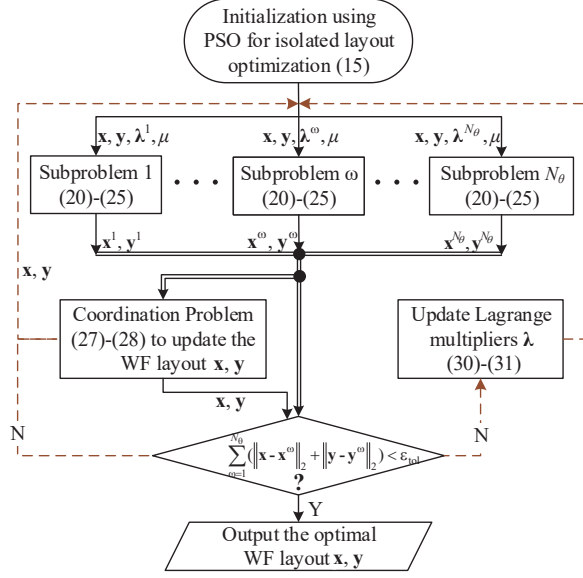 Initialization using
PSO for isolated layout
optimization (15)
x, y, λ¹, μ
x, y, λ^ω, μ
x, y, λ^{N_θ}, μ
Subproblem 1
(20)-(25)
. . .
Subproblem ω
(20)-(25)
. . .
Subproblem N_θ
(20)-(25)
x¹, y¹
x^ω, y^ω
x^{N_θ}, y^{N_θ}
x, y
Coordination Problem
(27)-(28) to update the
WF layout x, y
Update Lagrange
multipliers λ
(30)-(31)
x, y
N
N
∑_{ω=1}^{N_θ} (‖x - x^ω‖₂ + ‖y - y^ω‖₂) < ε_tol
?
Y
Output the optimal
WF layout x, y